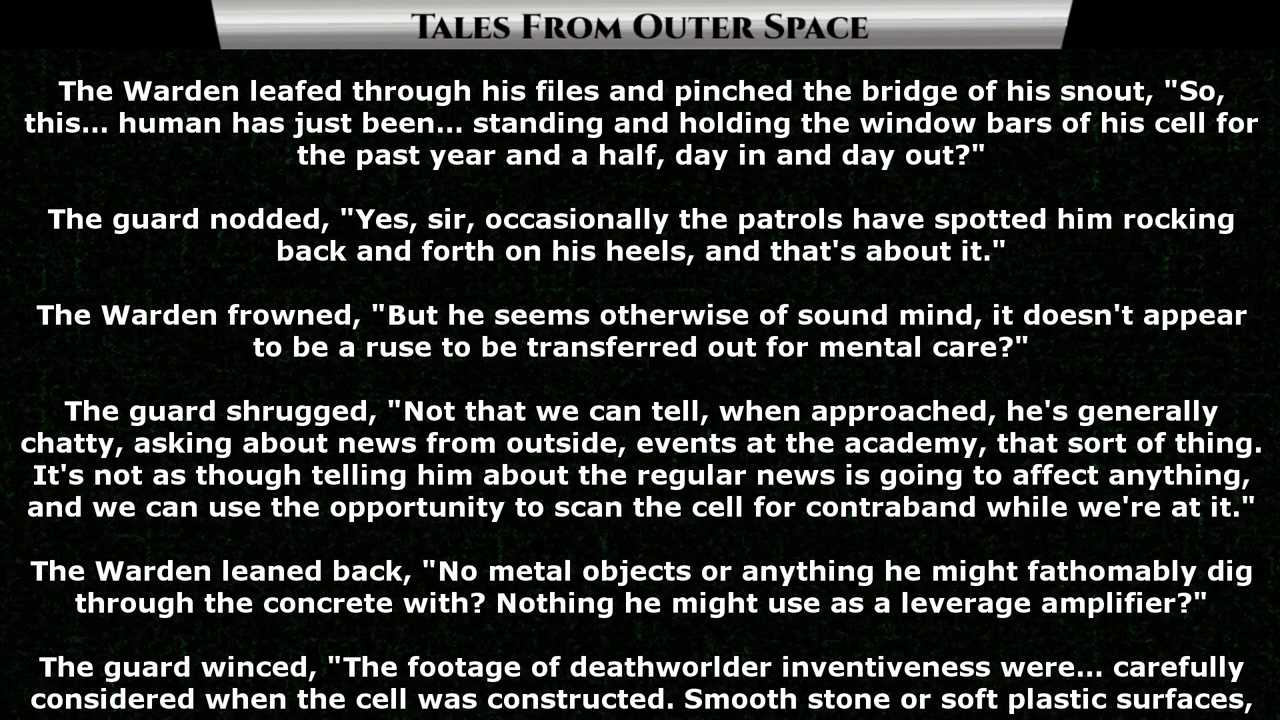 Tales From Outer Space
The Warden leafed through his files and pinched the bridge of his snout, "So,
this... human has just been... standing and holding the window bars of his cell for
the past year and a half, day in and day out?"
The guard nodded, "Yes, sir, occasionally the patrols have spotted him rocking
back and forth on his heels, and that's about it."
The Warden frowned, "But he seems otherwise of sound mind, it doesn't appear
to be a ruse to be transferred out for mental care?"
The guard shrugged, "Not that we can tell, when approached, he's generally
chatty, asking about news from outside, events at the academy, that sort of thing.
It's not as though telling him about the regular news is going to affect anything,
and we can use the opportunity to scan the cell for contraband while we're at it."
The Warden leaned back, "No metal objects or anything he might fathomably dig
through the concrete with? Nothing he might use as a leverage amplifier?"
The guard winced, "The footage of deathworlder inventiveness were... carefully
considered when the cell was constructed. Smooth stone or soft plastic surfaces,